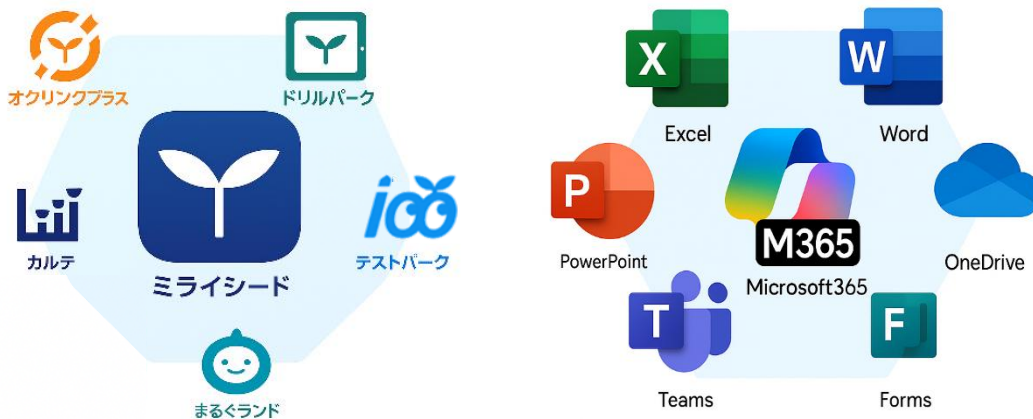 オクリンクプラス
ドリルパーク
カルテ
ミライシード
テストパーク
まるぐランド
X
Excel
W
Word
P
PowerPoint
M365
Microsoft365
OneDrive
T
Teams
F
Forms